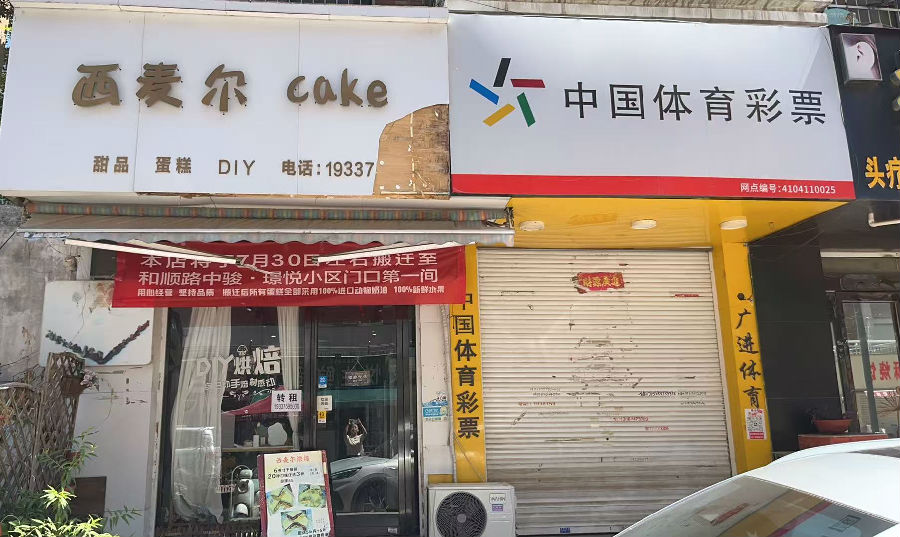 西麦尔 cake
甜品 蛋糕 DIY 电话:19337
中国体育彩票
网点编号:4104110025
头疗
本店将于7月30日左右搬迁至
和顺路中骏·璟悦小区门口第一间
用心经营 坚持品质 搬迁后所有蛋糕全部采用100%进口动物奶油 100%新鲜水果
DIY烘焙
转租
西麦尔烘焙
中国体育彩票
广进体育